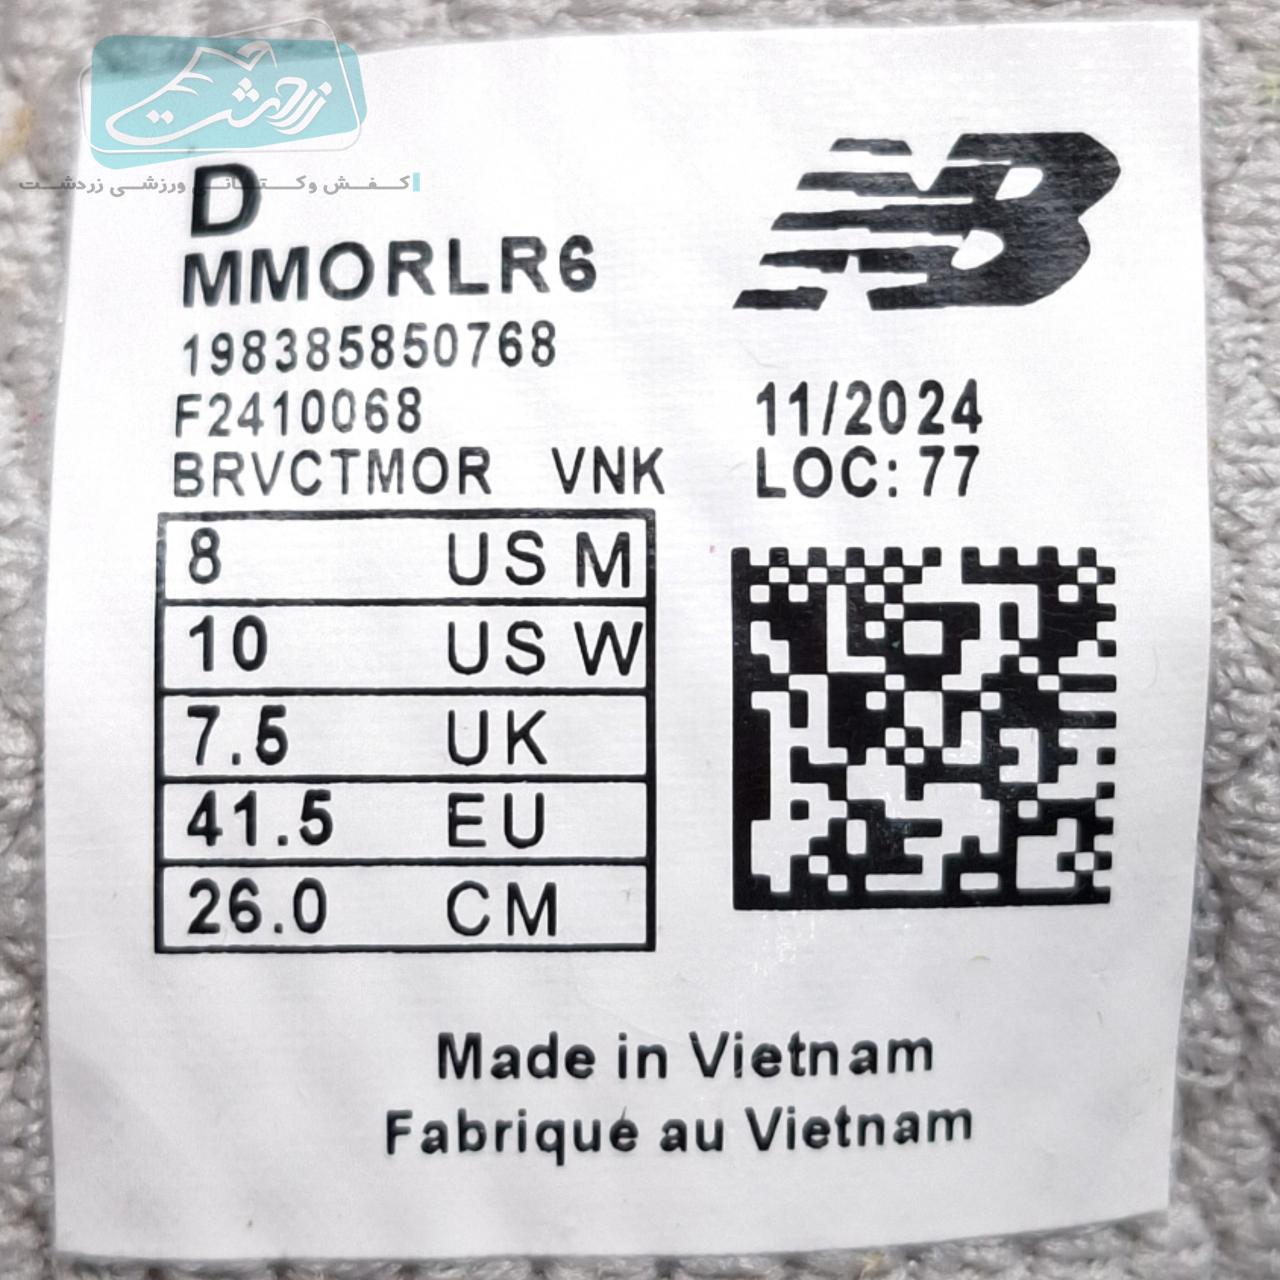 زردشت
کفش و کتانی ورزشی زردشت
D
MMORLR6
198385850768
F2410068
BRVCTMOR VNK
NB
11/2024
LOC: 77
8 US M
10 US W
7.5 UK
41.5 EU
26.0 CM
Made in Vietnam
Fabriqué au Vietnam